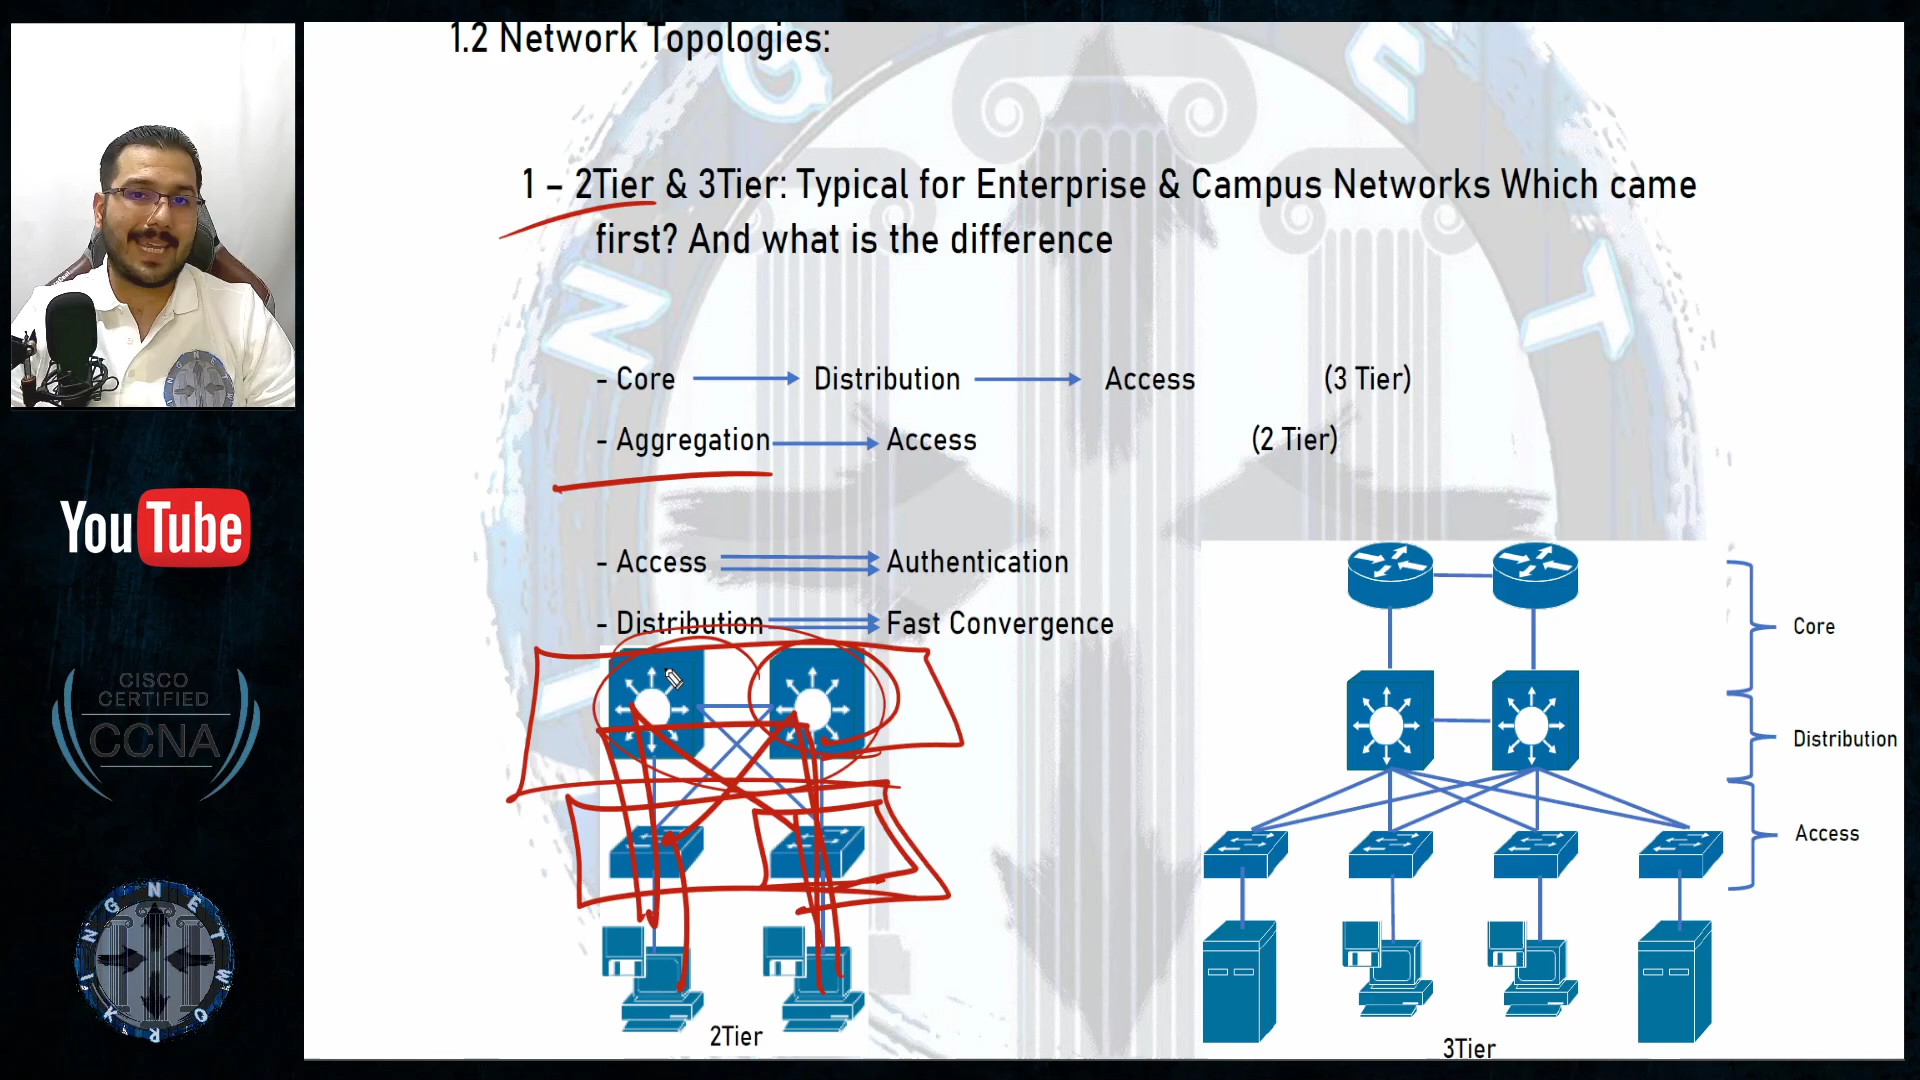 1.2 Network Topologies:
1 – 2Tier & 3Tier: Typical for Enterprise & Campus Networks Which came
first? And what is the difference
- Core Distribution Access (3 Tier)
- Aggregation Access (2 Tier)
- Access Authentication
- Distribution Fast Convergence
Core
Distribution
Access
2Tier
3Tier
YouTube
CISCO
CERTIFIED
CCNA
KINGNETWORK